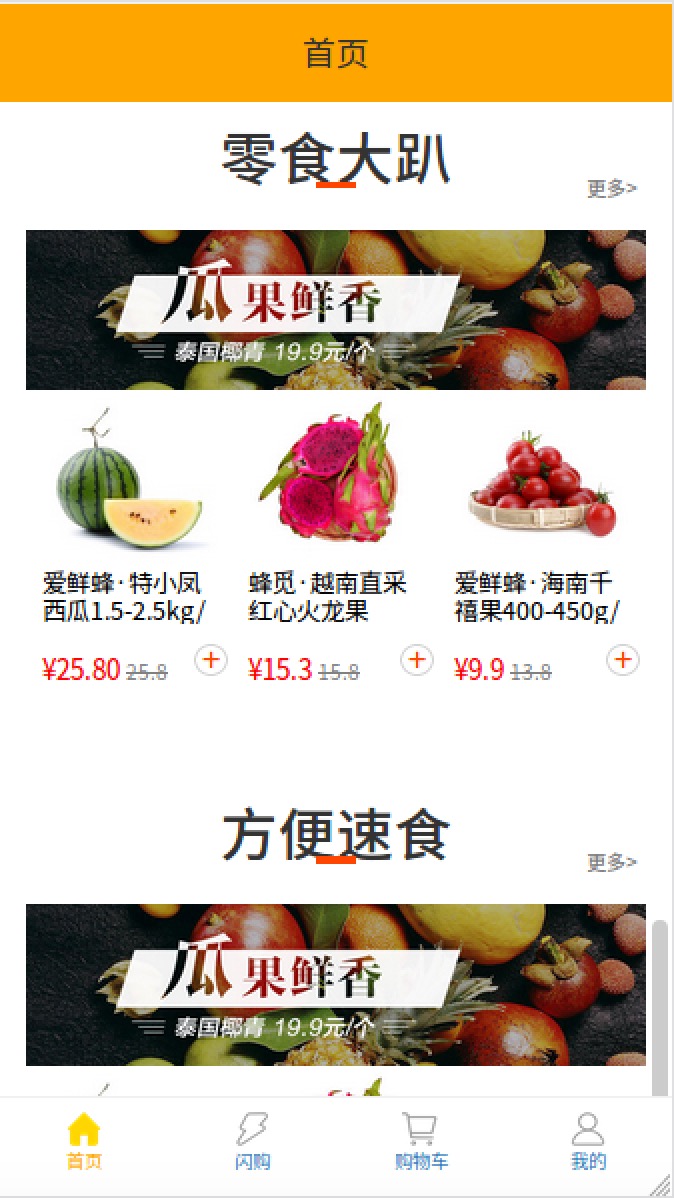 首页
零食大趴
更多>
瓜果鲜香
泰国椰青 19.9元/个
爱鲜蜂·特小凤
西瓜1.5-2.5kg/
蜂觅·越南直采
红心火龙果
爱鲜蜂·海南千
禧果400-450g/
¥25.80 25.8
¥15.3 15.8
¥9.9 13.8
方便速食
更多>
瓜果鲜香
泰国椰青 19.9元/个
首页
闪购
购物车
我的